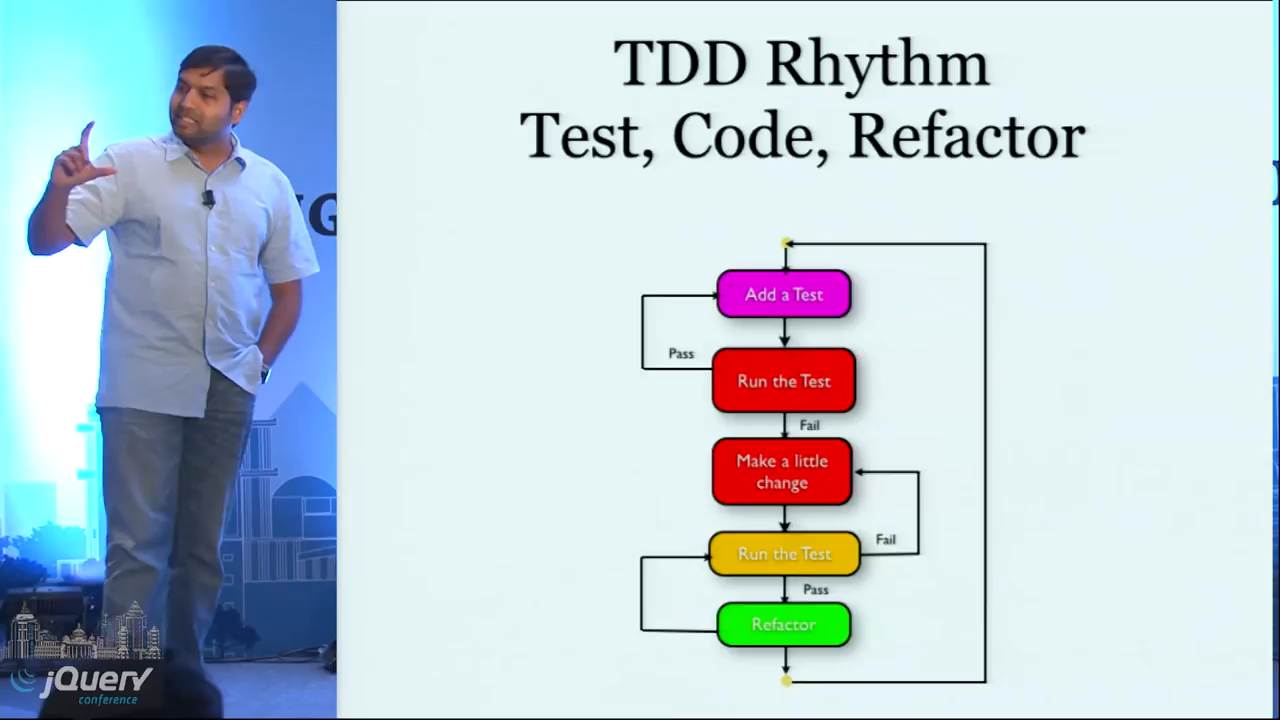 TDD Rhythm
Test, Code, Refactor
Add a Test
Pass
Run the Test
Fail
Make a little
change
Run the Test
Fail
Pass
Refactor
jQuery
conference